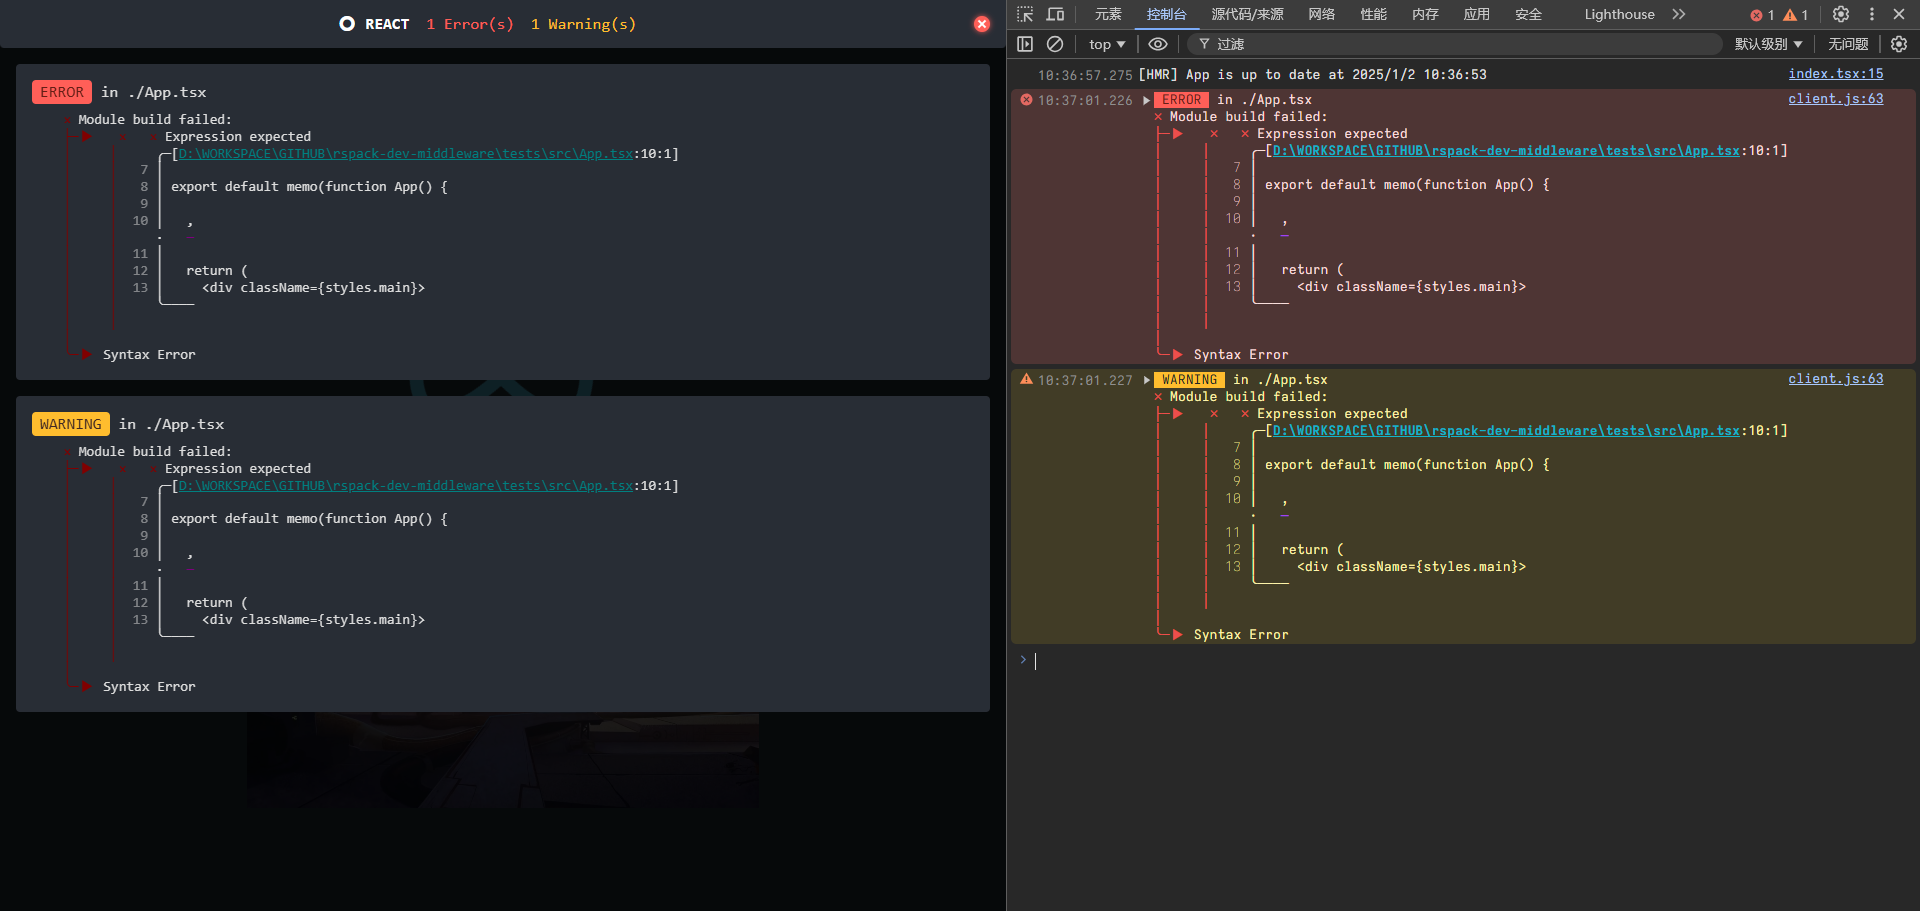 REACT 1 Error(s) 1 Warning(s)
ERROR in ./App.tsx
× Module build failed:
× × Expression expected
[D:\WORKSPACE\GITHUB\rspack-dev-middleware\tests\src\App.tsx:10:1]
7
8 export default memo(function App() {
9
10 ,
11
12 return (
13 <div className={styles.main}>
Syntax Error
WARNING in ./App.tsx
× Module build failed:
× × Expression expected
[D:\WORKSPACE\GITHUB\rspack-dev-middleware\tests\src\App.tsx:10:1]
7
8 export default memo(function App() {
9
10 ,
11
12 return (
13 <div className={styles.main}>
Syntax Error
元素 控制台 源代码/来源 网络 性能 内存 应用 安全 Lighthouse 1 1
top 过滤 默认级别 无问题
10:36:57.275 [HMR] App is up to date at 2025/1/2 10:36:53 index.tsx:15
10:37:01.226 ERROR in ./App.tsx client.js:63
× Module build failed:
× × Expression expected
[D:\WORKSPACE\GITHUB\rspack-dev-middleware\tests\src\App.tsx:10:1]
7
8 export default memo(function App() {
9
10 ,
11
12 return (
13 <div className={styles.main}>
Syntax Error
10:37:01.227 WARNING in ./App.tsx client.js:63
× Module build failed:
× × Expression expected
[D:\WORKSPACE\GITHUB\rspack-dev-middleware\tests\src\App.tsx:10:1]
7
8 export default memo(function App() {
9
10 ,
11
12 return (
13 <div className={styles.main}>
Syntax Error